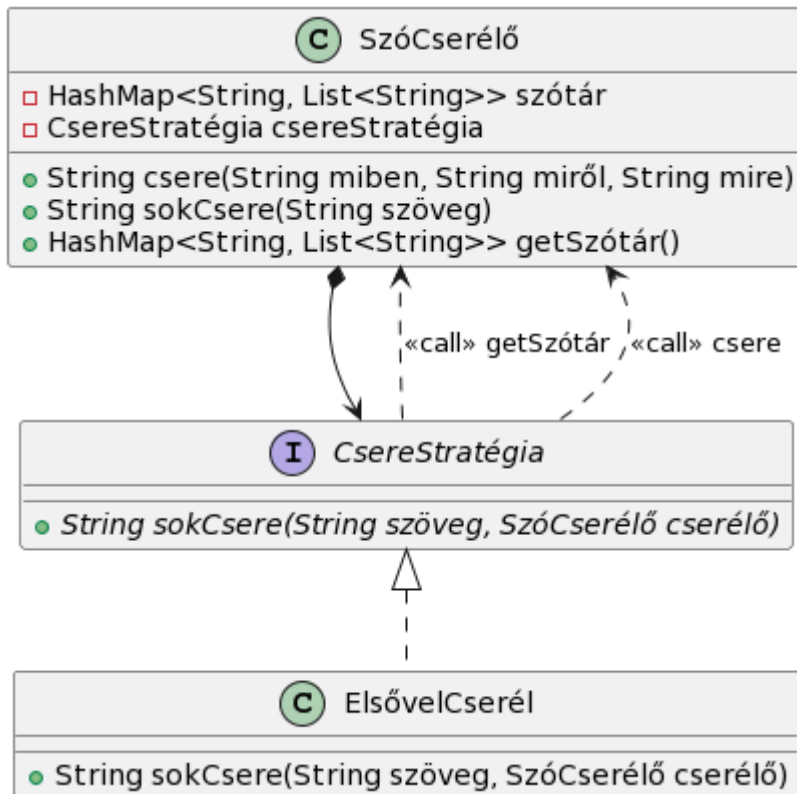 C SzóCserélő
HashMap<String, List<String>> szótár
CsereStratégia csereStratégia
String csere(String miben, String miről, String mire)
String sokCsere(String szöveg)
HashMap<String, List<String>> getSzótár()
«call» getSzótár «call» csere
I CsereStratégia
String sokCsere(String szöveg, SzóCserélő cserélő)
C ElsővelCserél
String sokCsere(String szöveg, SzóCserélő cserélő)